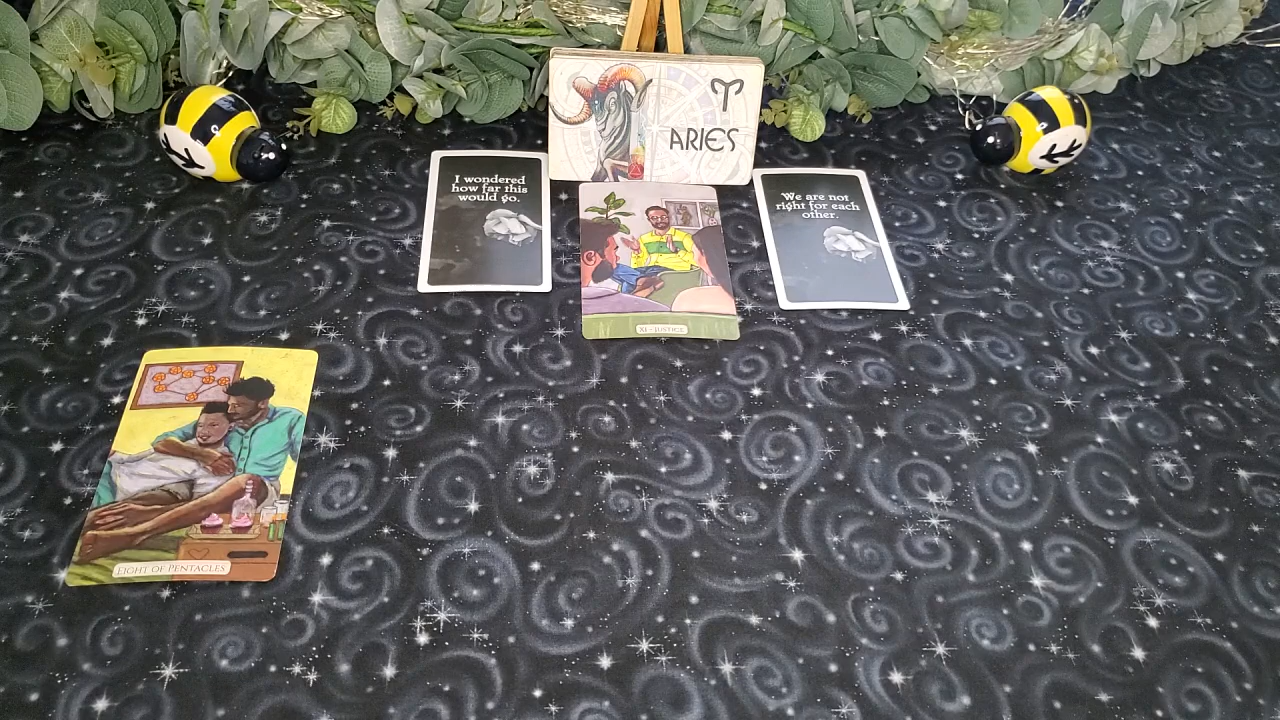 ♈
ARIES
I wondered
how far this
would go.
We are not
right for each
other.
XI - JUSTICE
EIGHT OF PENTACLES